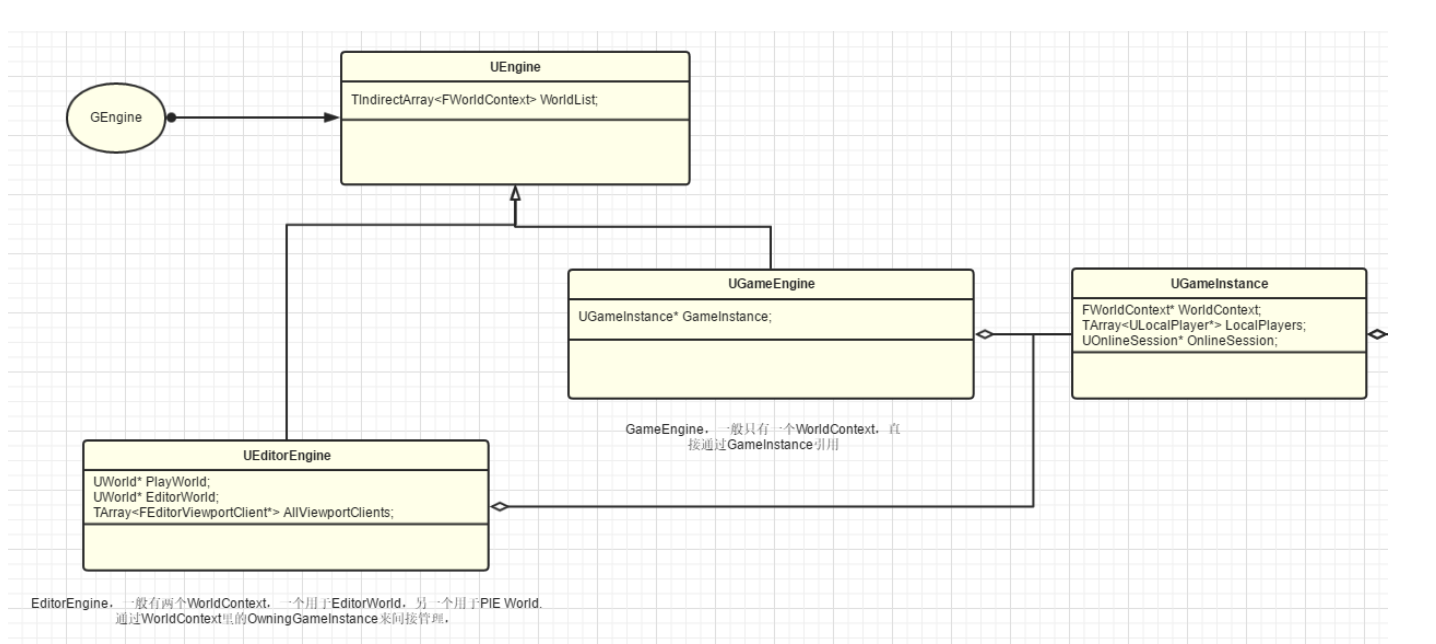 UEngine
TIndirectArray<FWorldContext> WorldList;
GEngine
UGameEngine
UGameInstance* GameInstance;
UGameInstance
FWorldContext* WorldContext;
TArray<ULocalPlayer*> LocalPlayers;
UOnlineSession* OnlineSession;
GameEngine，一般只有一个WorldContext，直
接通过GameInstance引用
UEditorEngine
UWorld* PlayWorld;
UWorld* EditorWorld;
TArray<FEditorViewportClient*> AllViewportClients;
EditorEngine，一般有两个WorldContext，一个用于EditorWorld，另一个用于PIE World.
通过WorldContext里的OwningGameInstance来间接管理，